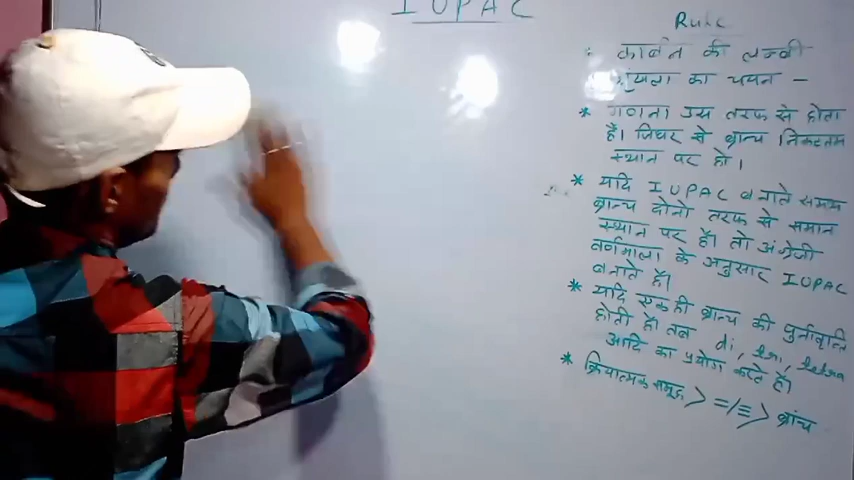 IUPAC
Rule
कार्बन की लम्बी
श्रृंखला का चयन -
* गणना उस तरफ से होता
है। जिधर से ब्रान्च निकटतम
स्थान पर हो।
* यदि IUPAC बनाते समय
ब्रान्च दोनो तरफ से समान
स्थान पर है। तो अंग्रेजी
वर्णमाला के अनुसार IUPAC
बनाते है।
* यदि एक ही ब्रान्च की पुर्नावृति
होती हो तब di, tri, tetra
आदि का प्रयोग करते है।
* क्रियात्मक समूह > =/≡ > ब्रांच